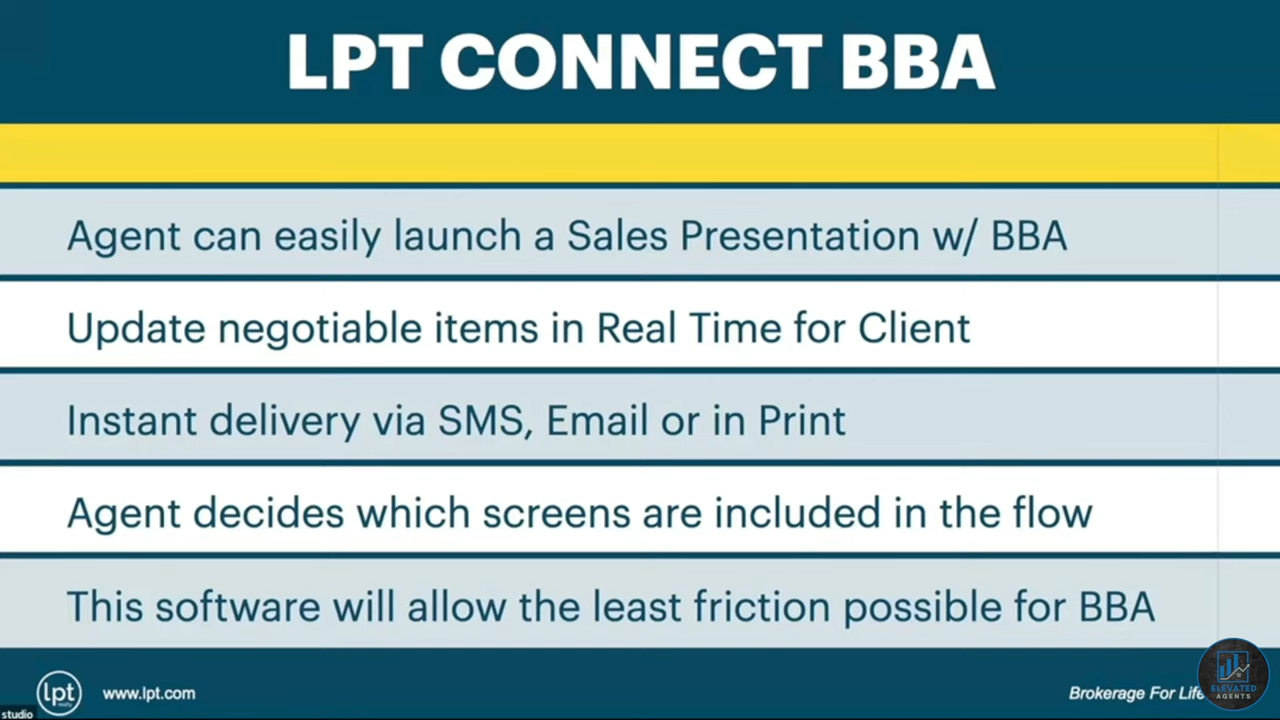 LPT CONNECT BBA
Agent can easily launch a Sales Presentation w/ BBA
Update negotiable items in Real Time for Client
Instant delivery via SMS, Email or in Print
Agent decides which screens are included in the flow
This software will allow the least friction possible for BBA
lpt
realty
www.lpt.com
Brokerage For Life
ELEVATED
AGENTS
studio